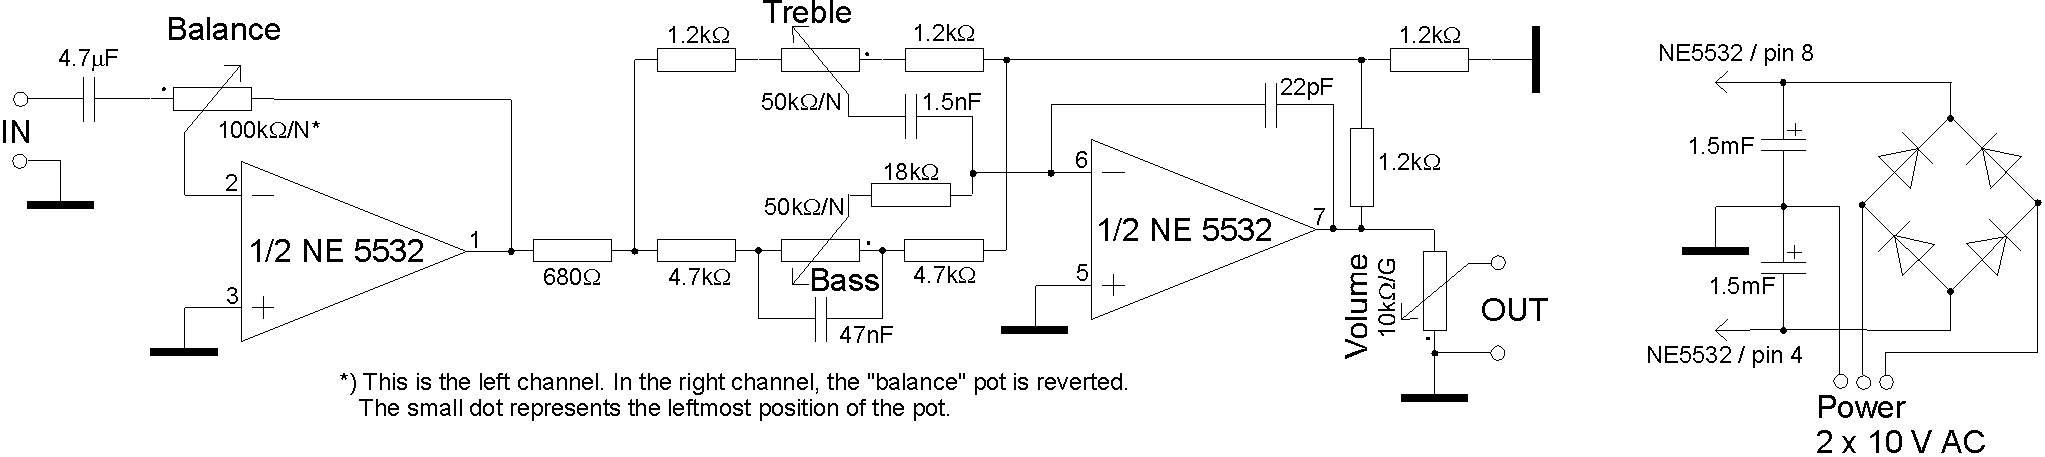 Balance
4.7µF
IN
100kΩ/N*
2
1/2 NE 5532
3
1
680Ω
Treble
1.2kΩ
1.2kΩ
50kΩ/N
1.5nF
18kΩ
50kΩ/N
4.7kΩ
Bass
4.7kΩ
47nF
22pF
6
1/2 NE 5532
5
7
1.2kΩ
1.2kΩ
Volume
10kΩ/G
OUT
*) This is the left channel. In the right channel, the "balance" pot is reverted.
The small dot represents the leftmost position of the pot.
NE5532 / pin 8
1.5mF
1.5mF
NE5532 / pin 4
Power
2 x 10 V AC